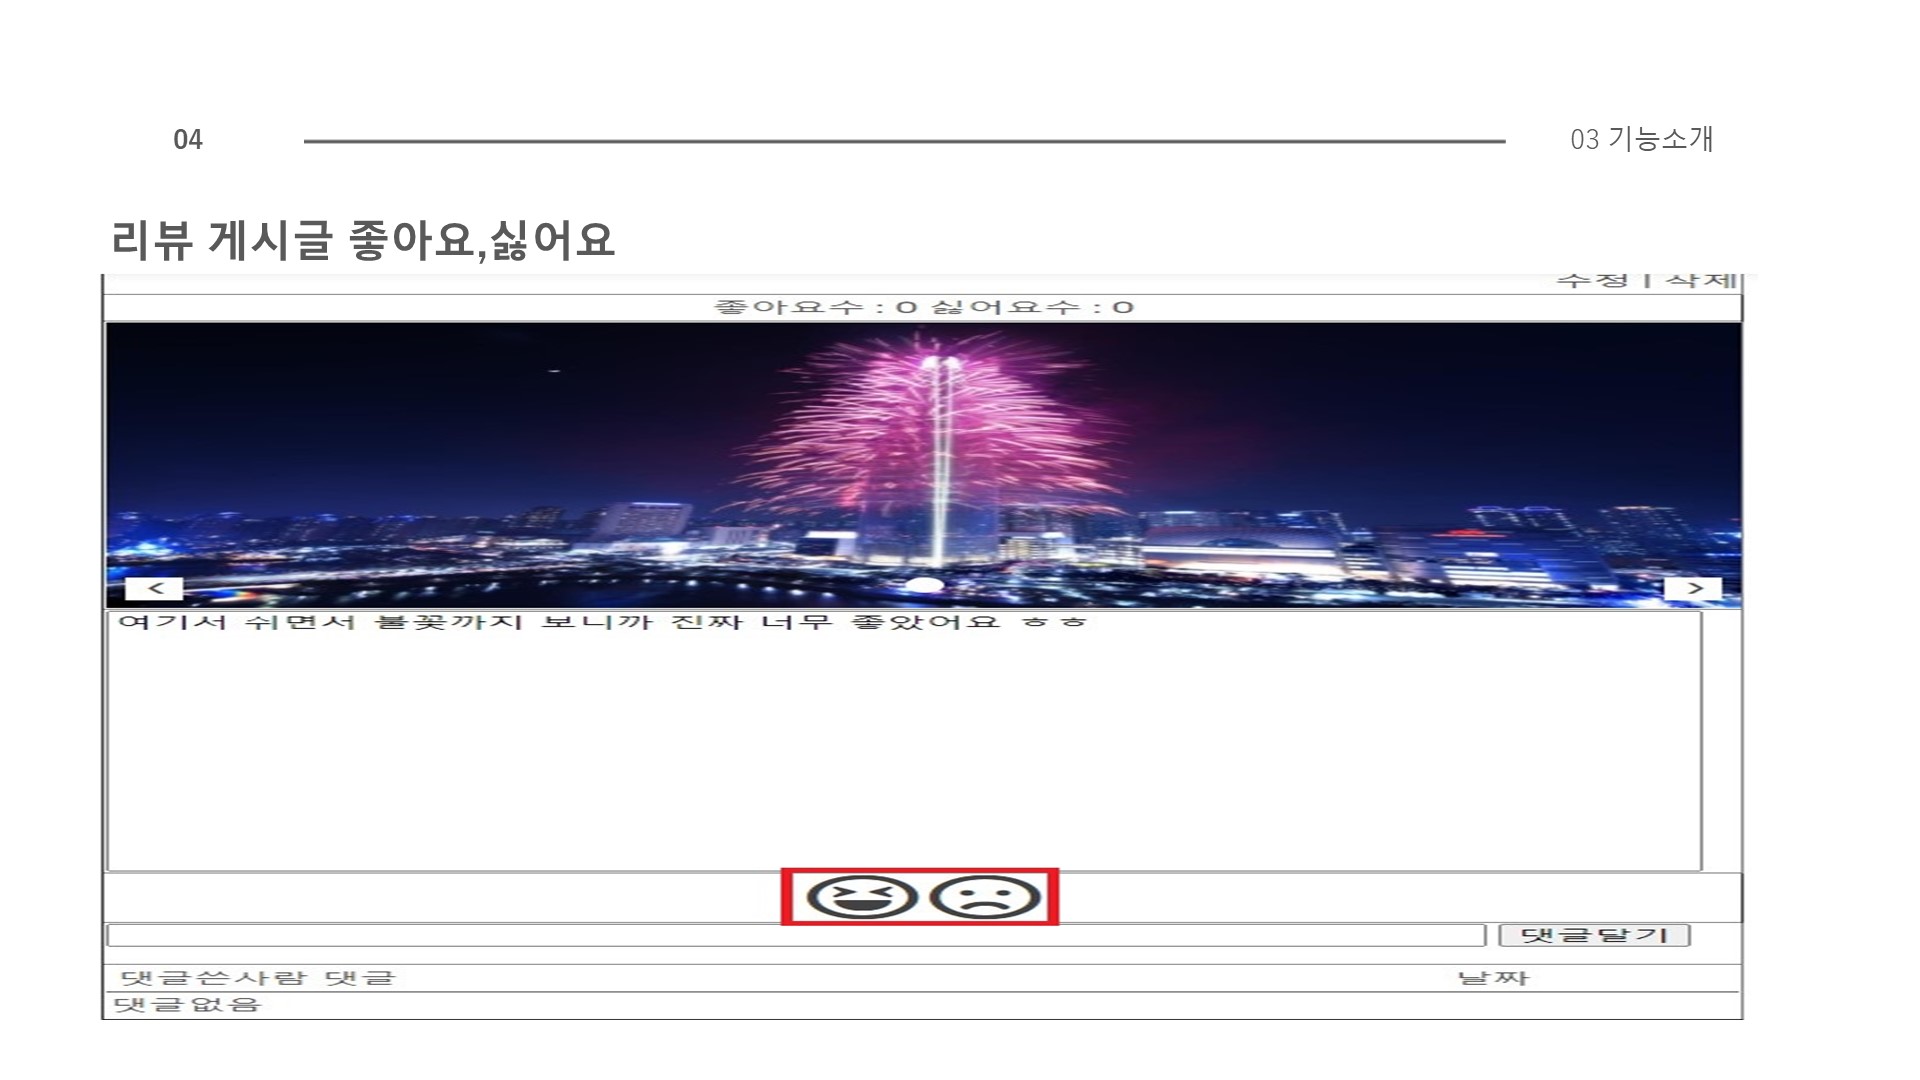 04
03 기능소개
리뷰 게시글 좋아요,싫어요
수정 | 삭제
좋아요수 : 0 싫어요수 : 0
< >
여기서 쉬면서 불꽃까지 보니까 진짜 너무 좋았어요 ㅎㅎ
댓글달기
댓글쓴사람 댓글 날짜
댓글없음